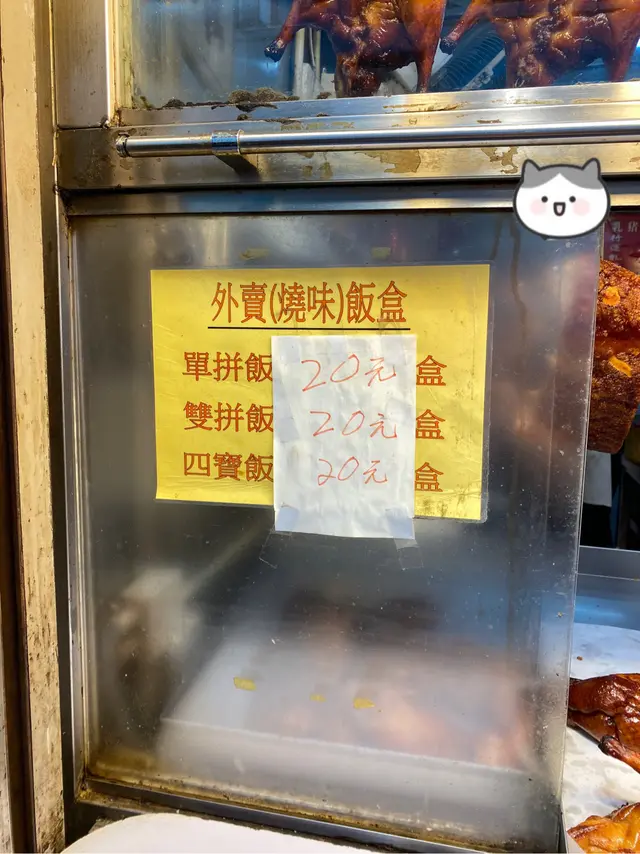 外賣(燒味)飯盒
單拼飯 20元 盒
雙拼飯 20元 盒
四寶飯 20元 盒